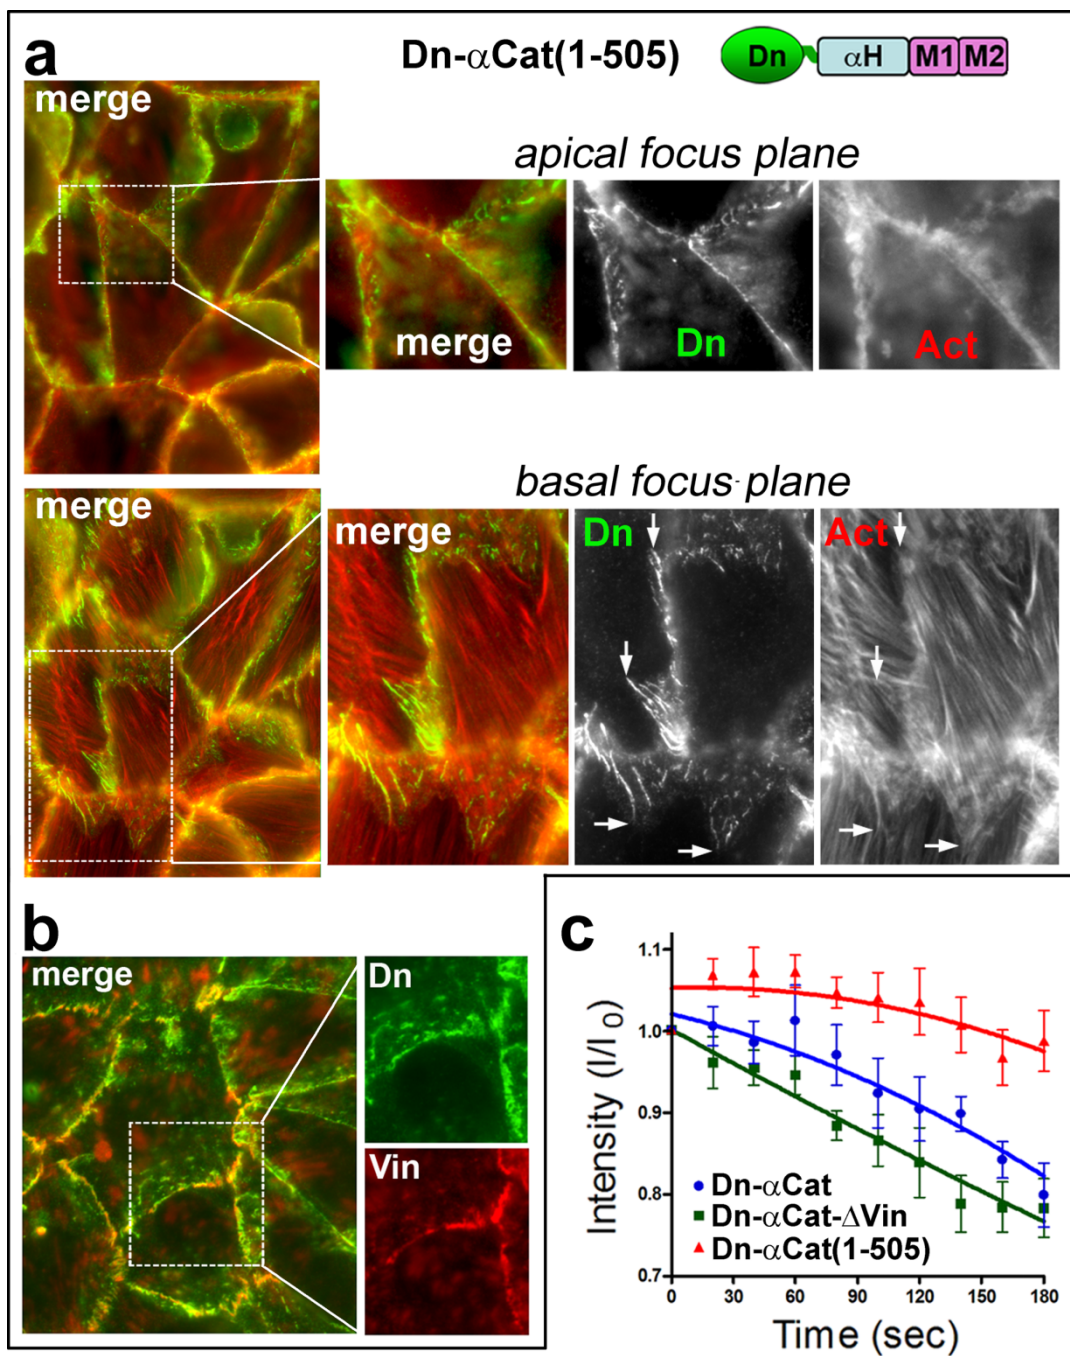 a
Dn-αCat(1-505)
Dn αH M1 M2
merge
apical focus plane
merge
Dn
Act
basal focus plane
merge
merge
Dn
Act
b
merge
Dn
Vin
c
Intensity (I/I 0)
1.1
1.0
0.9
0.8
0.7
Dn-αCat
Dn-αCat-ΔVin
Dn-αCat(1-505)
0 30 60 90 120 150 180
Time (sec)